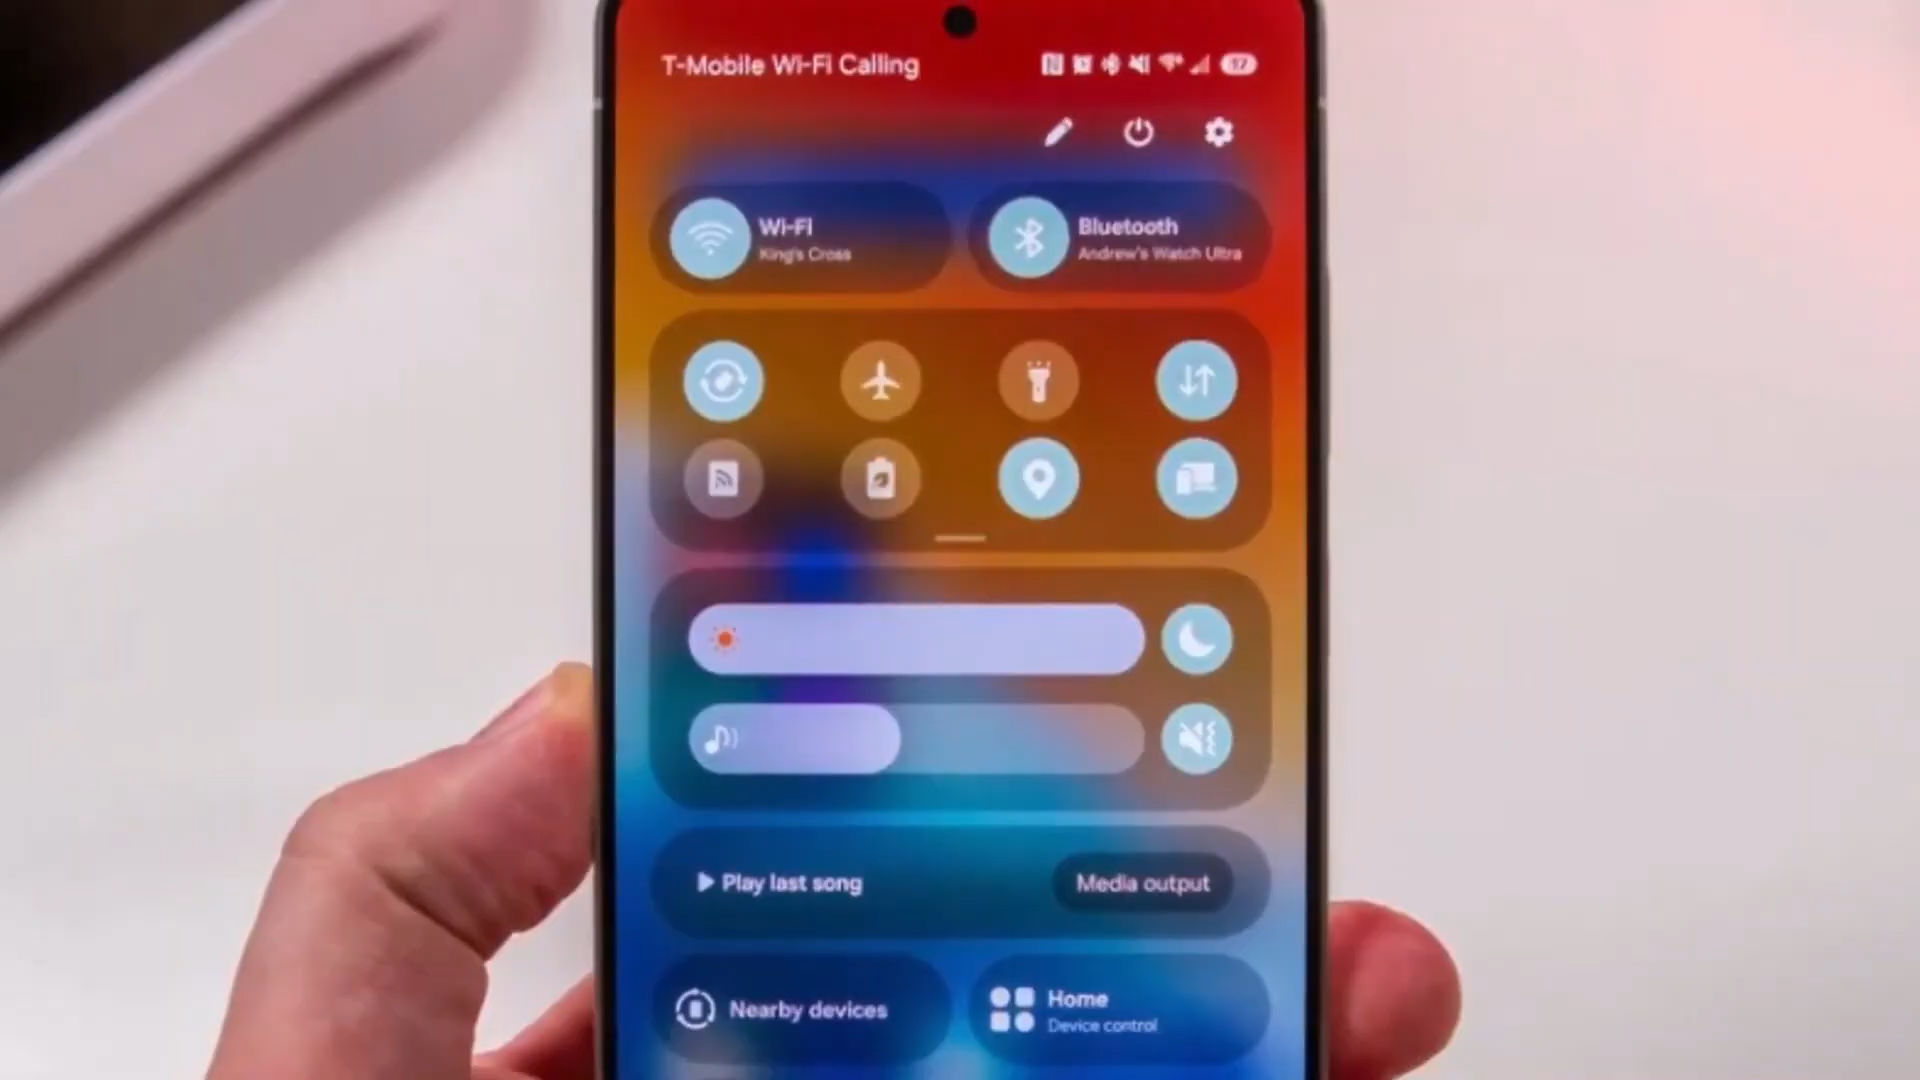 T-Mobile Wi-Fi Calling
17
Wi-Fi
King's Cross
Bluetooth
Andrew's Watch Ultra
Play last song
Media output
Nearby devices
Home
Device control